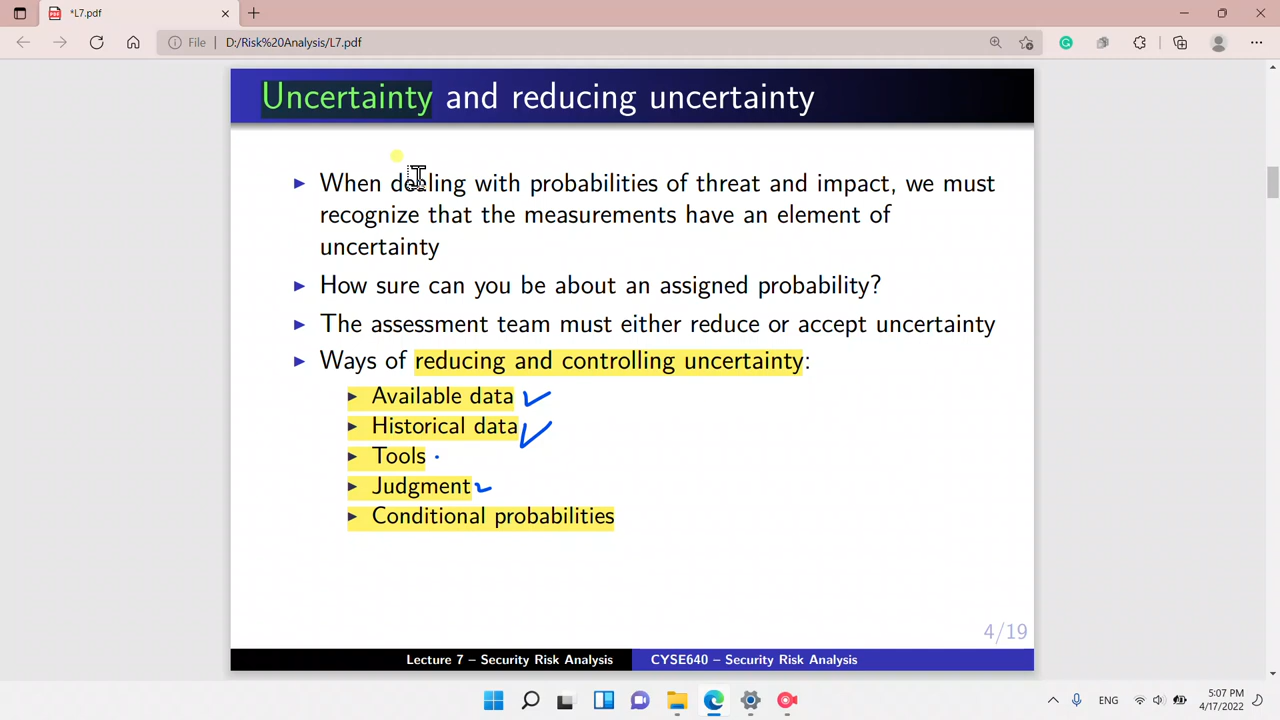 *L7.pdf
File
D:/Risk%20Analysis/L7.pdf
Uncertainty and reducing uncertainty
When dealing with probabilities of threat and impact, we must
recognize that the measurements have an element of
uncertainty
How sure can you be about an assigned probability?
The assessment team must either reduce or accept uncertainty
Ways of reducing and controlling uncertainty:
Available data
Historical data
Tools
Judgment
Conditional probabilities
4/19
Lecture 7 – Security Risk Analysis
CYSE640 – Security Risk Analysis
ENG
5:07 PM
4/17/2022